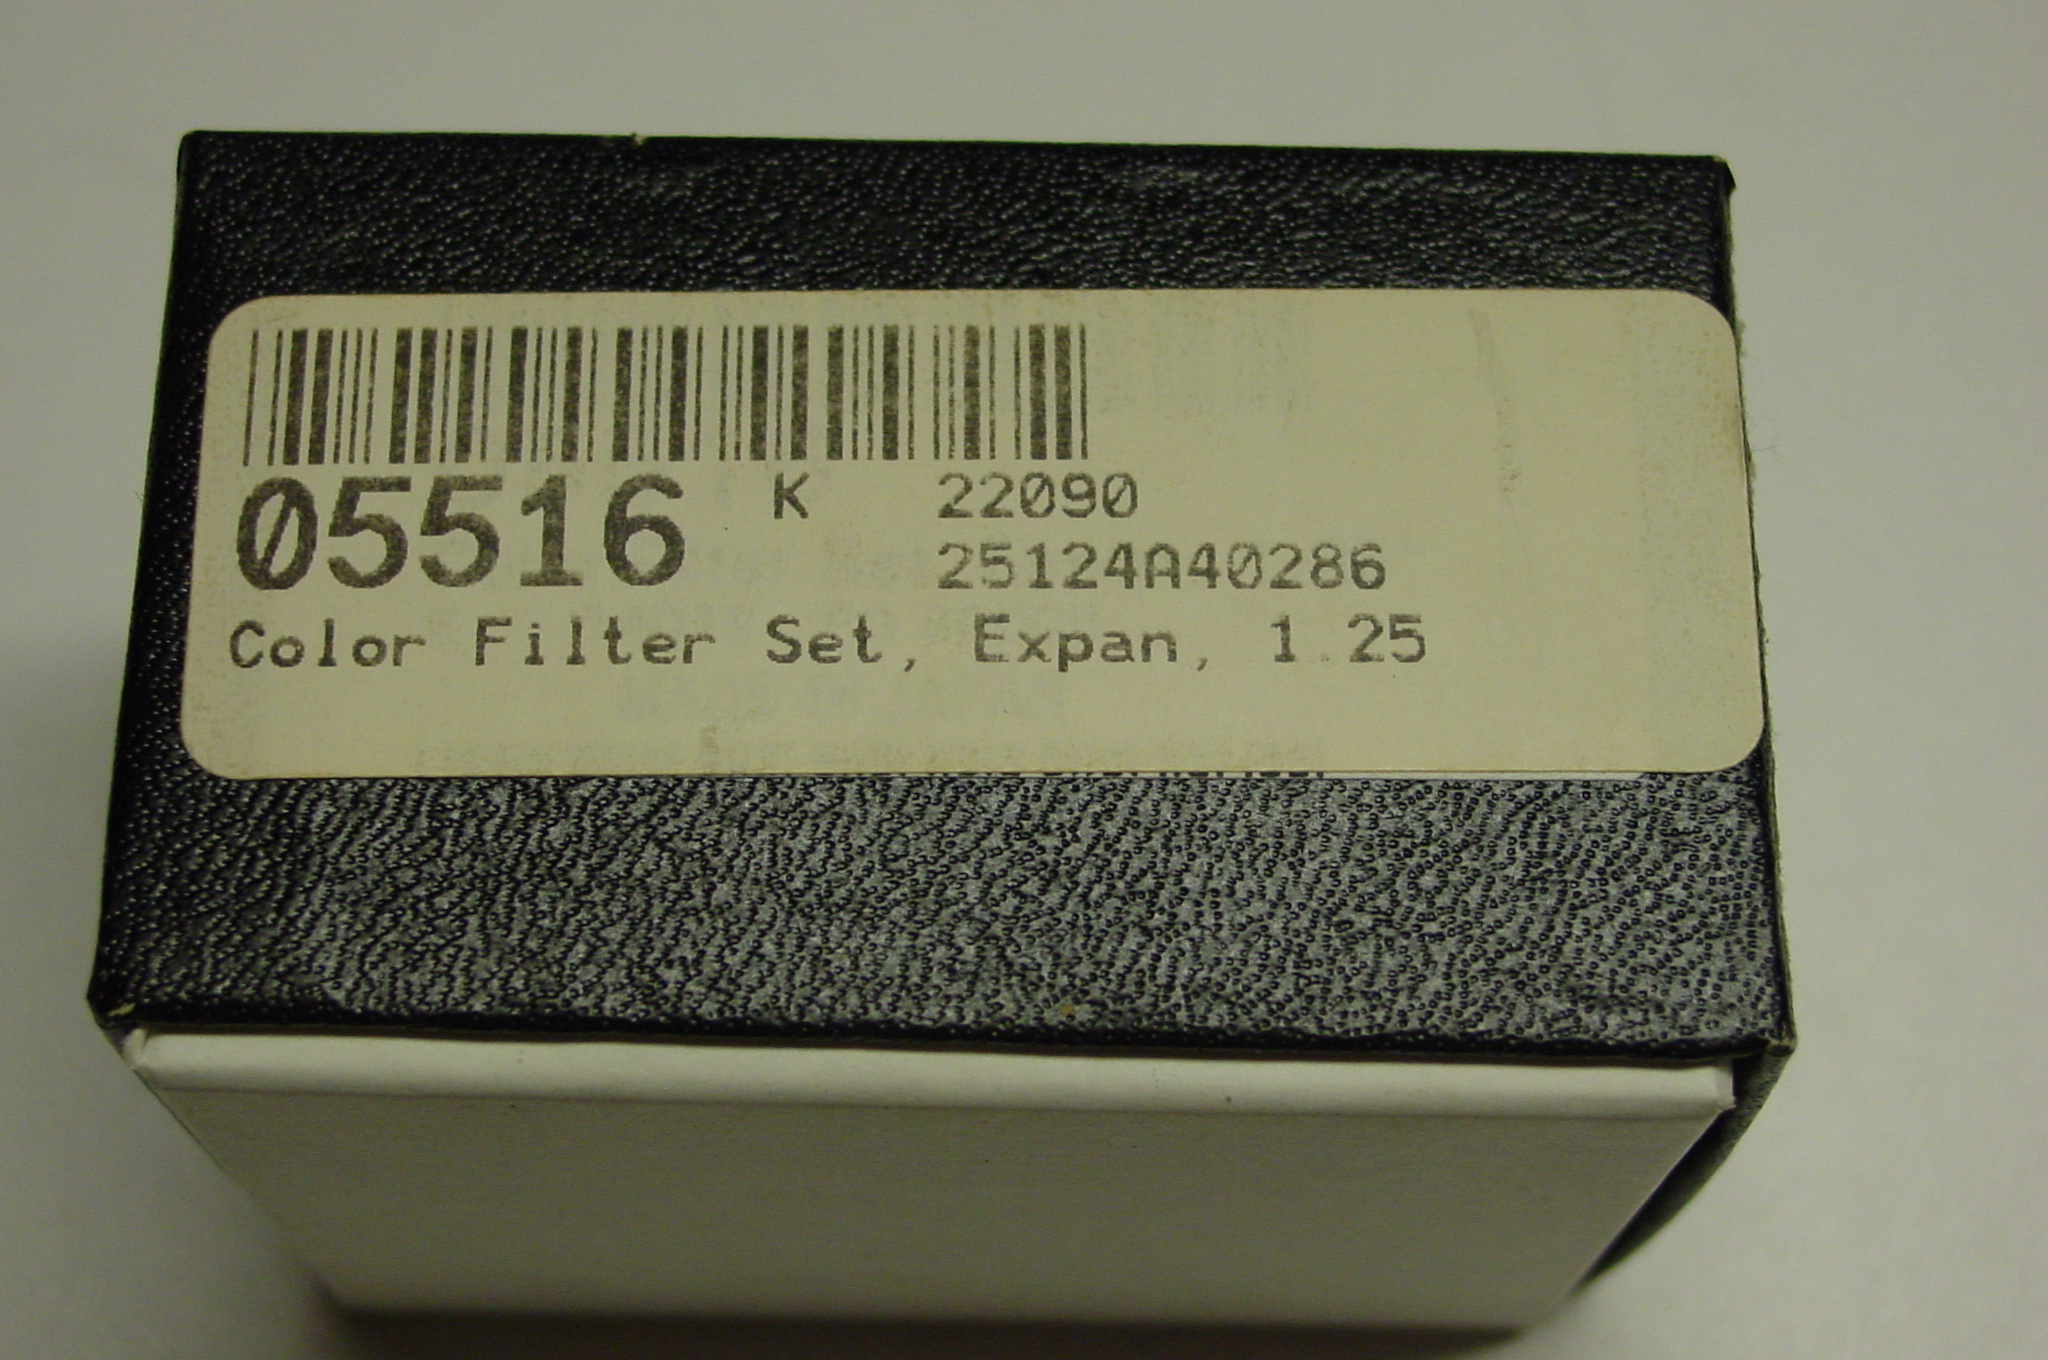 05516 K 22090
25124A40286
Color Filter Set, Expan, 1.25